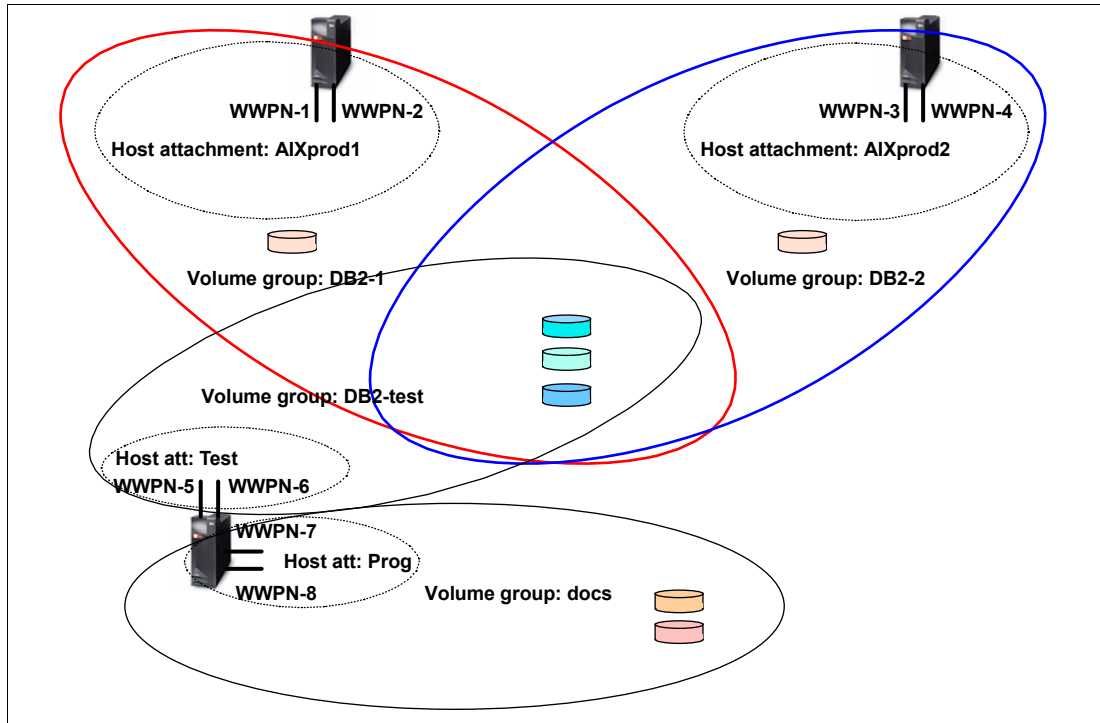 WWPN-1 WWPN-2
WWPN-3 WWPN-4
Host attachment: AIXprod1
Host attachment: AIXprod2
Volume group: DB2-1
Volume group: DB2-2
Volume group: DB2-test
Host att: Test
WWPN-5 WWPN-6
WWPN-7
Host att: Prog
WWPN-8
Volume group: docs